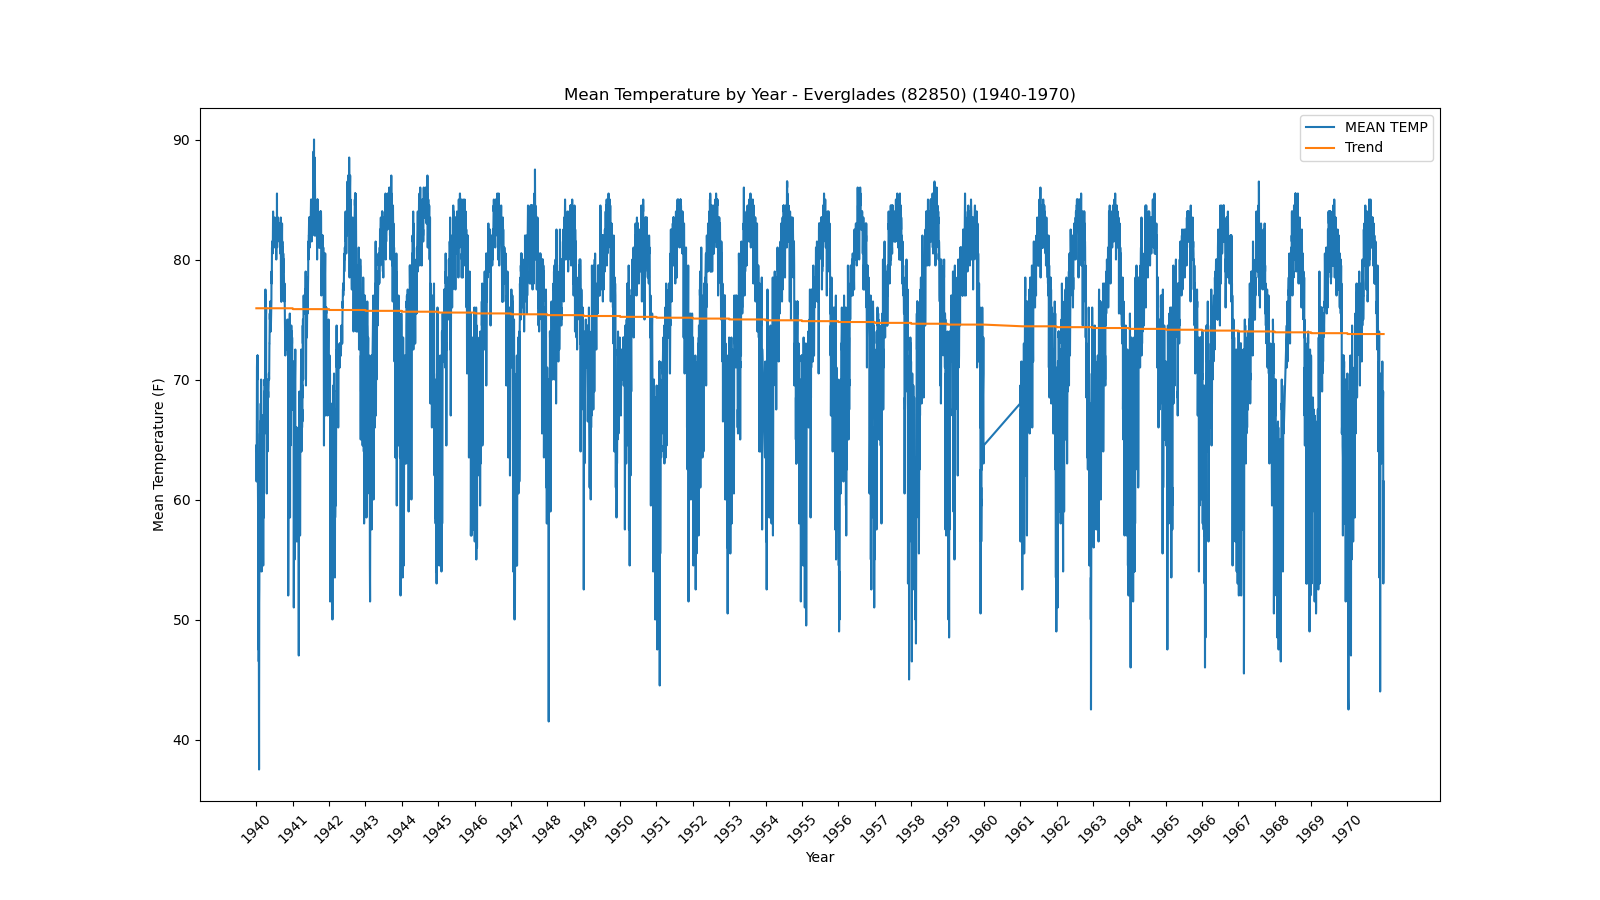 Mean Temperature by Year - Everglades (82850) (1940-1970)
MEAN TEMP
Trend
Mean Temperature (F)
90
80
70
60
50
40
1940 1941 1942 1943 1944 1945 1946 1947 1948 1949 1950 1951 1952 1953 1954 1955 1956 1957 1958 1959 1960 1961 1962 1963 1964 1965 1966 1967 1968 1969 1970
Year